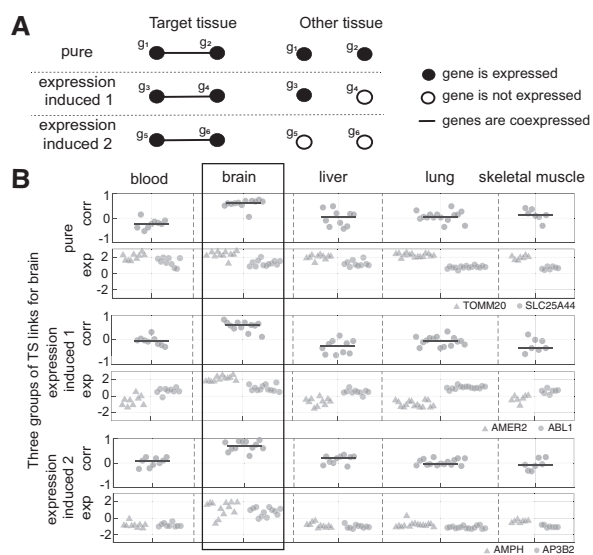 A
Target tissue
Other tissue
pure
g1 g2 g1 g2
expression
induced 1
g3 g4 g3 g4
expression
induced 2
g5 g6 g5 g6
gene is expressed
gene is not expressed
genes are coexpressed
B
blood brain liver lung skeletal muscle
Three groups of TS links for brain
pure
corr
1
0
-1
exp
2
0
-2
TOMM20 SLC25A44
expression
induced 1
corr
1
0
-1
exp
2
0
-2
AMER2 ABL1
expression
induced 2
corr
1
0
-1
exp
2
0
-2
AMPH AP3B2